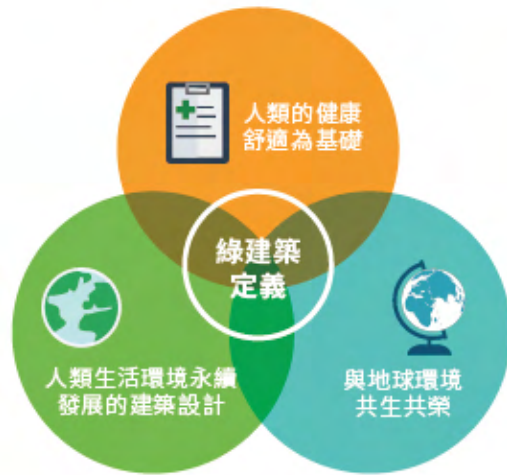 人類的健康
舒適為基礎
綠建築
定義
人類生活環境永續
發展的建築設計
與地球環境
共生共榮